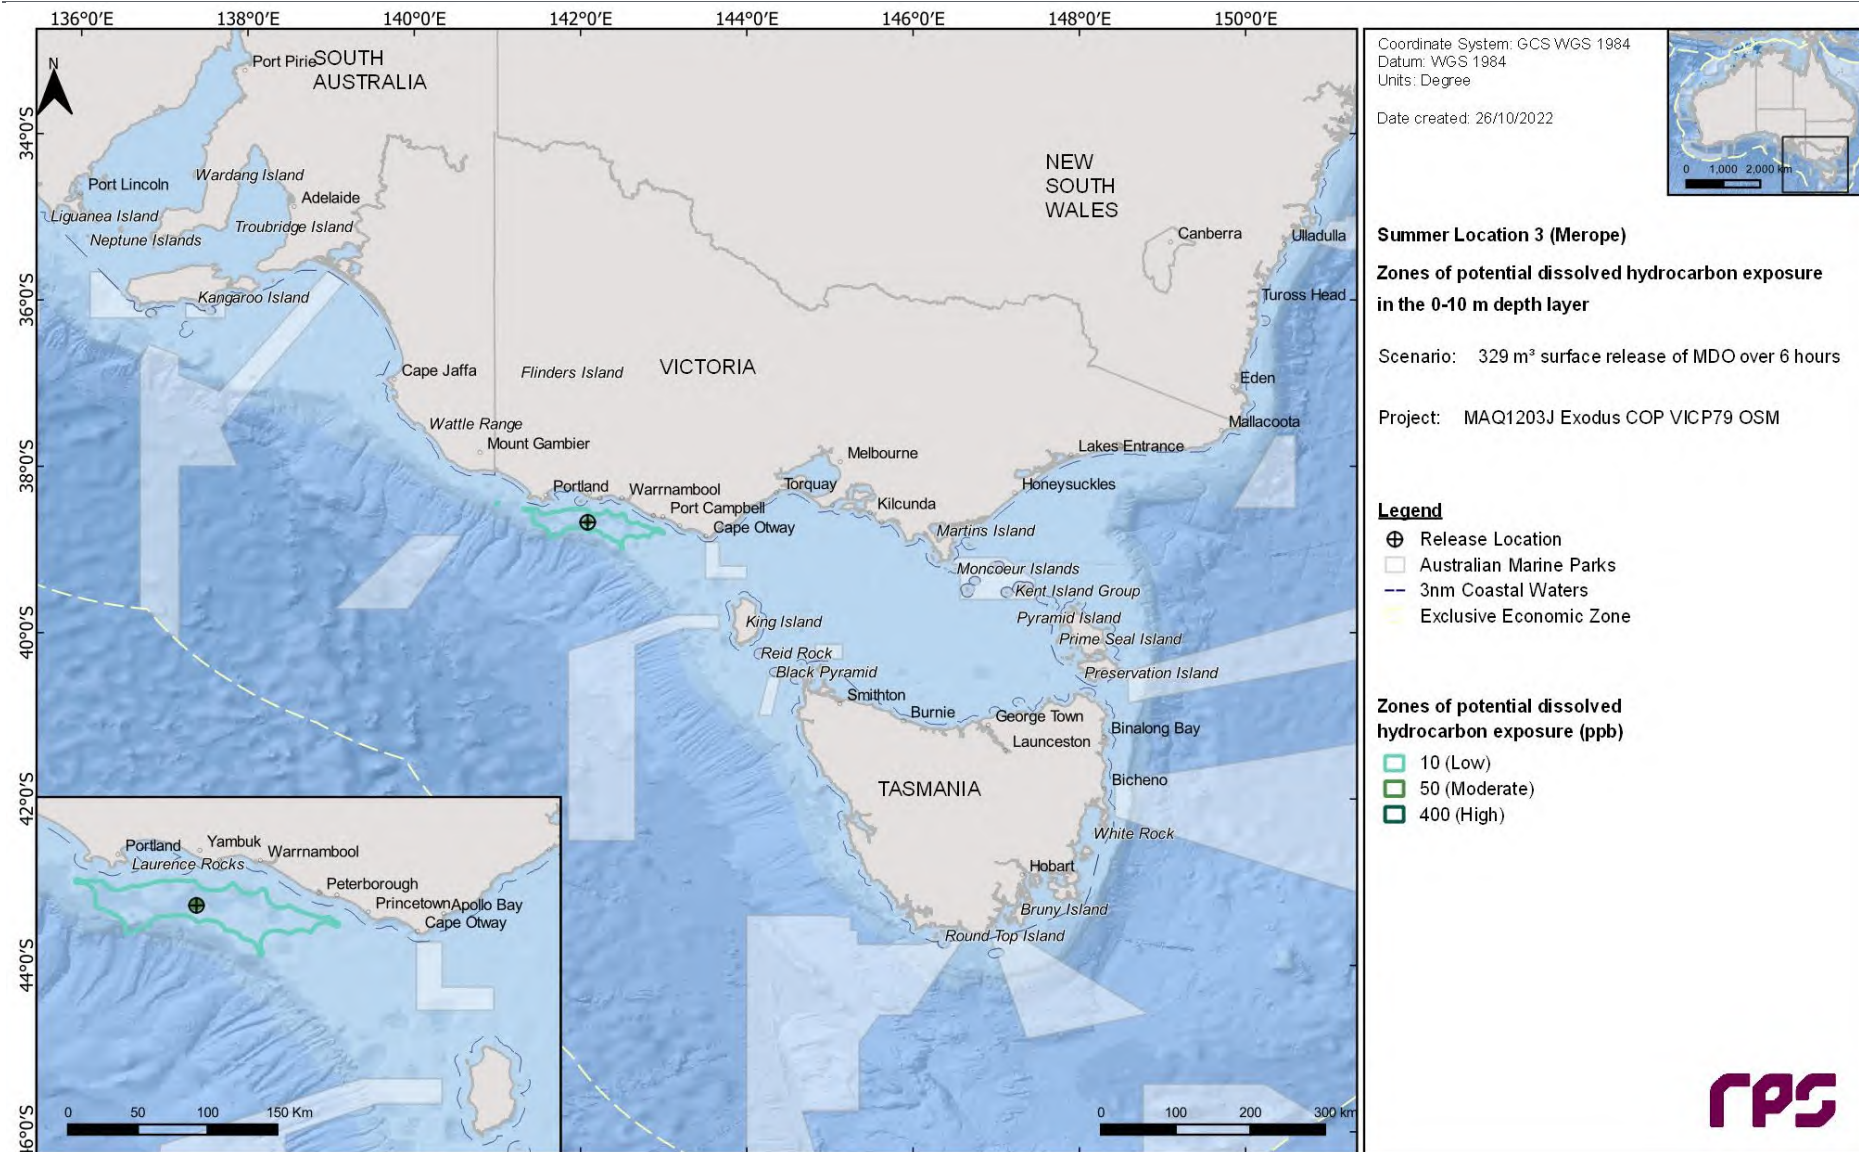 136°0'E 138°0'E 140°0'E 142°0'E 144°0'E 146°0'E 148°0'E 150°0'E
34°0'S
36°0'S
38°0'S
40°0'S
42°0'S
44°0'S
46°0'S
N
Port Pirie
SOUTH
AUSTRALIA
Port Lincoln
Wardang Island
Adelaide
Liguanea Island
Troubridge Island
Neptune Islands
Kangaroo Island
NEW
SOUTH
WALES
Canberra
Ulladulla
Tuross Head
Cape Jaffa
Flinders Island
VICTORIA
Eden
Wattle Range
Mount Gambier
Mallacoota
Lakes Entrance
Melbourne
Portland
Warrnambool
Torquay
Honeysuckles
Port Campbell
Kilcunda
Cape Otway
Martins Island
Moncoeur Islands
Kent Island Group
King Island
Pyramid Island
Prime Seal Island
Reid Rock
Black Pyramid
Preservation Island
Smithton
Burnie
George Town
Binalong Bay
Launceston
TASMANIA
Bicheno
White Rock
Hobart
Bruny Island
Round Top Island
0 100 200 300 km
Portland
Yambuk
Warrnambool
Laurence Rocks
Peterborough
Princetown
Apollo Bay
Cape Otway
0 50 100 150 Km
Coordinate System: GCS WGS 1984
Datum: WGS 1984
Units: Degree
Date created: 26/10/2022
0 1,000 2,000 km
Summer Location 3 (Merope)
Zones of potential dissolved hydrocarbon exposure
in the 0-10 m depth layer
Scenario: 329 m³ surface release of MDO over 6 hours
Project: MAQ1203J Exodus COP VICP79 OSM
Legend
Release Location
Australian Marine Parks
3nm Coastal Waters
Exclusive Economic Zone
Zones of potential dissolved
hydrocarbon exposure (ppb)
10 (Low)
50 (Moderate)
400 (High)
rps